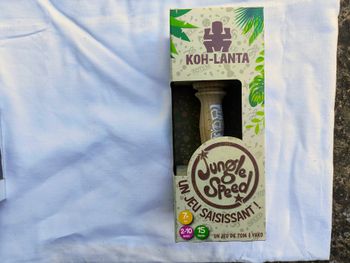 KOH-LANTA
Jungle
Speed
UN JEU SAISISSANT !
7+
2-10
15
UN JEU DE TOM & YAKO